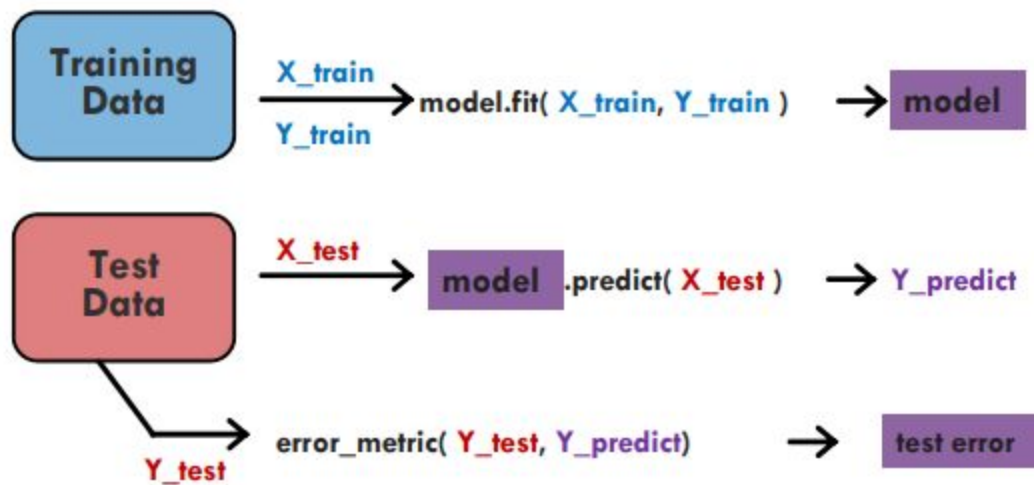 Training
Data
X_train
Y_train
model.fit( X_train, Y_train )
model
Test
Data
X_test
model .predict( X_test )
Y_predict
Y_test
error_metric( Y_test, Y_predict)
test error